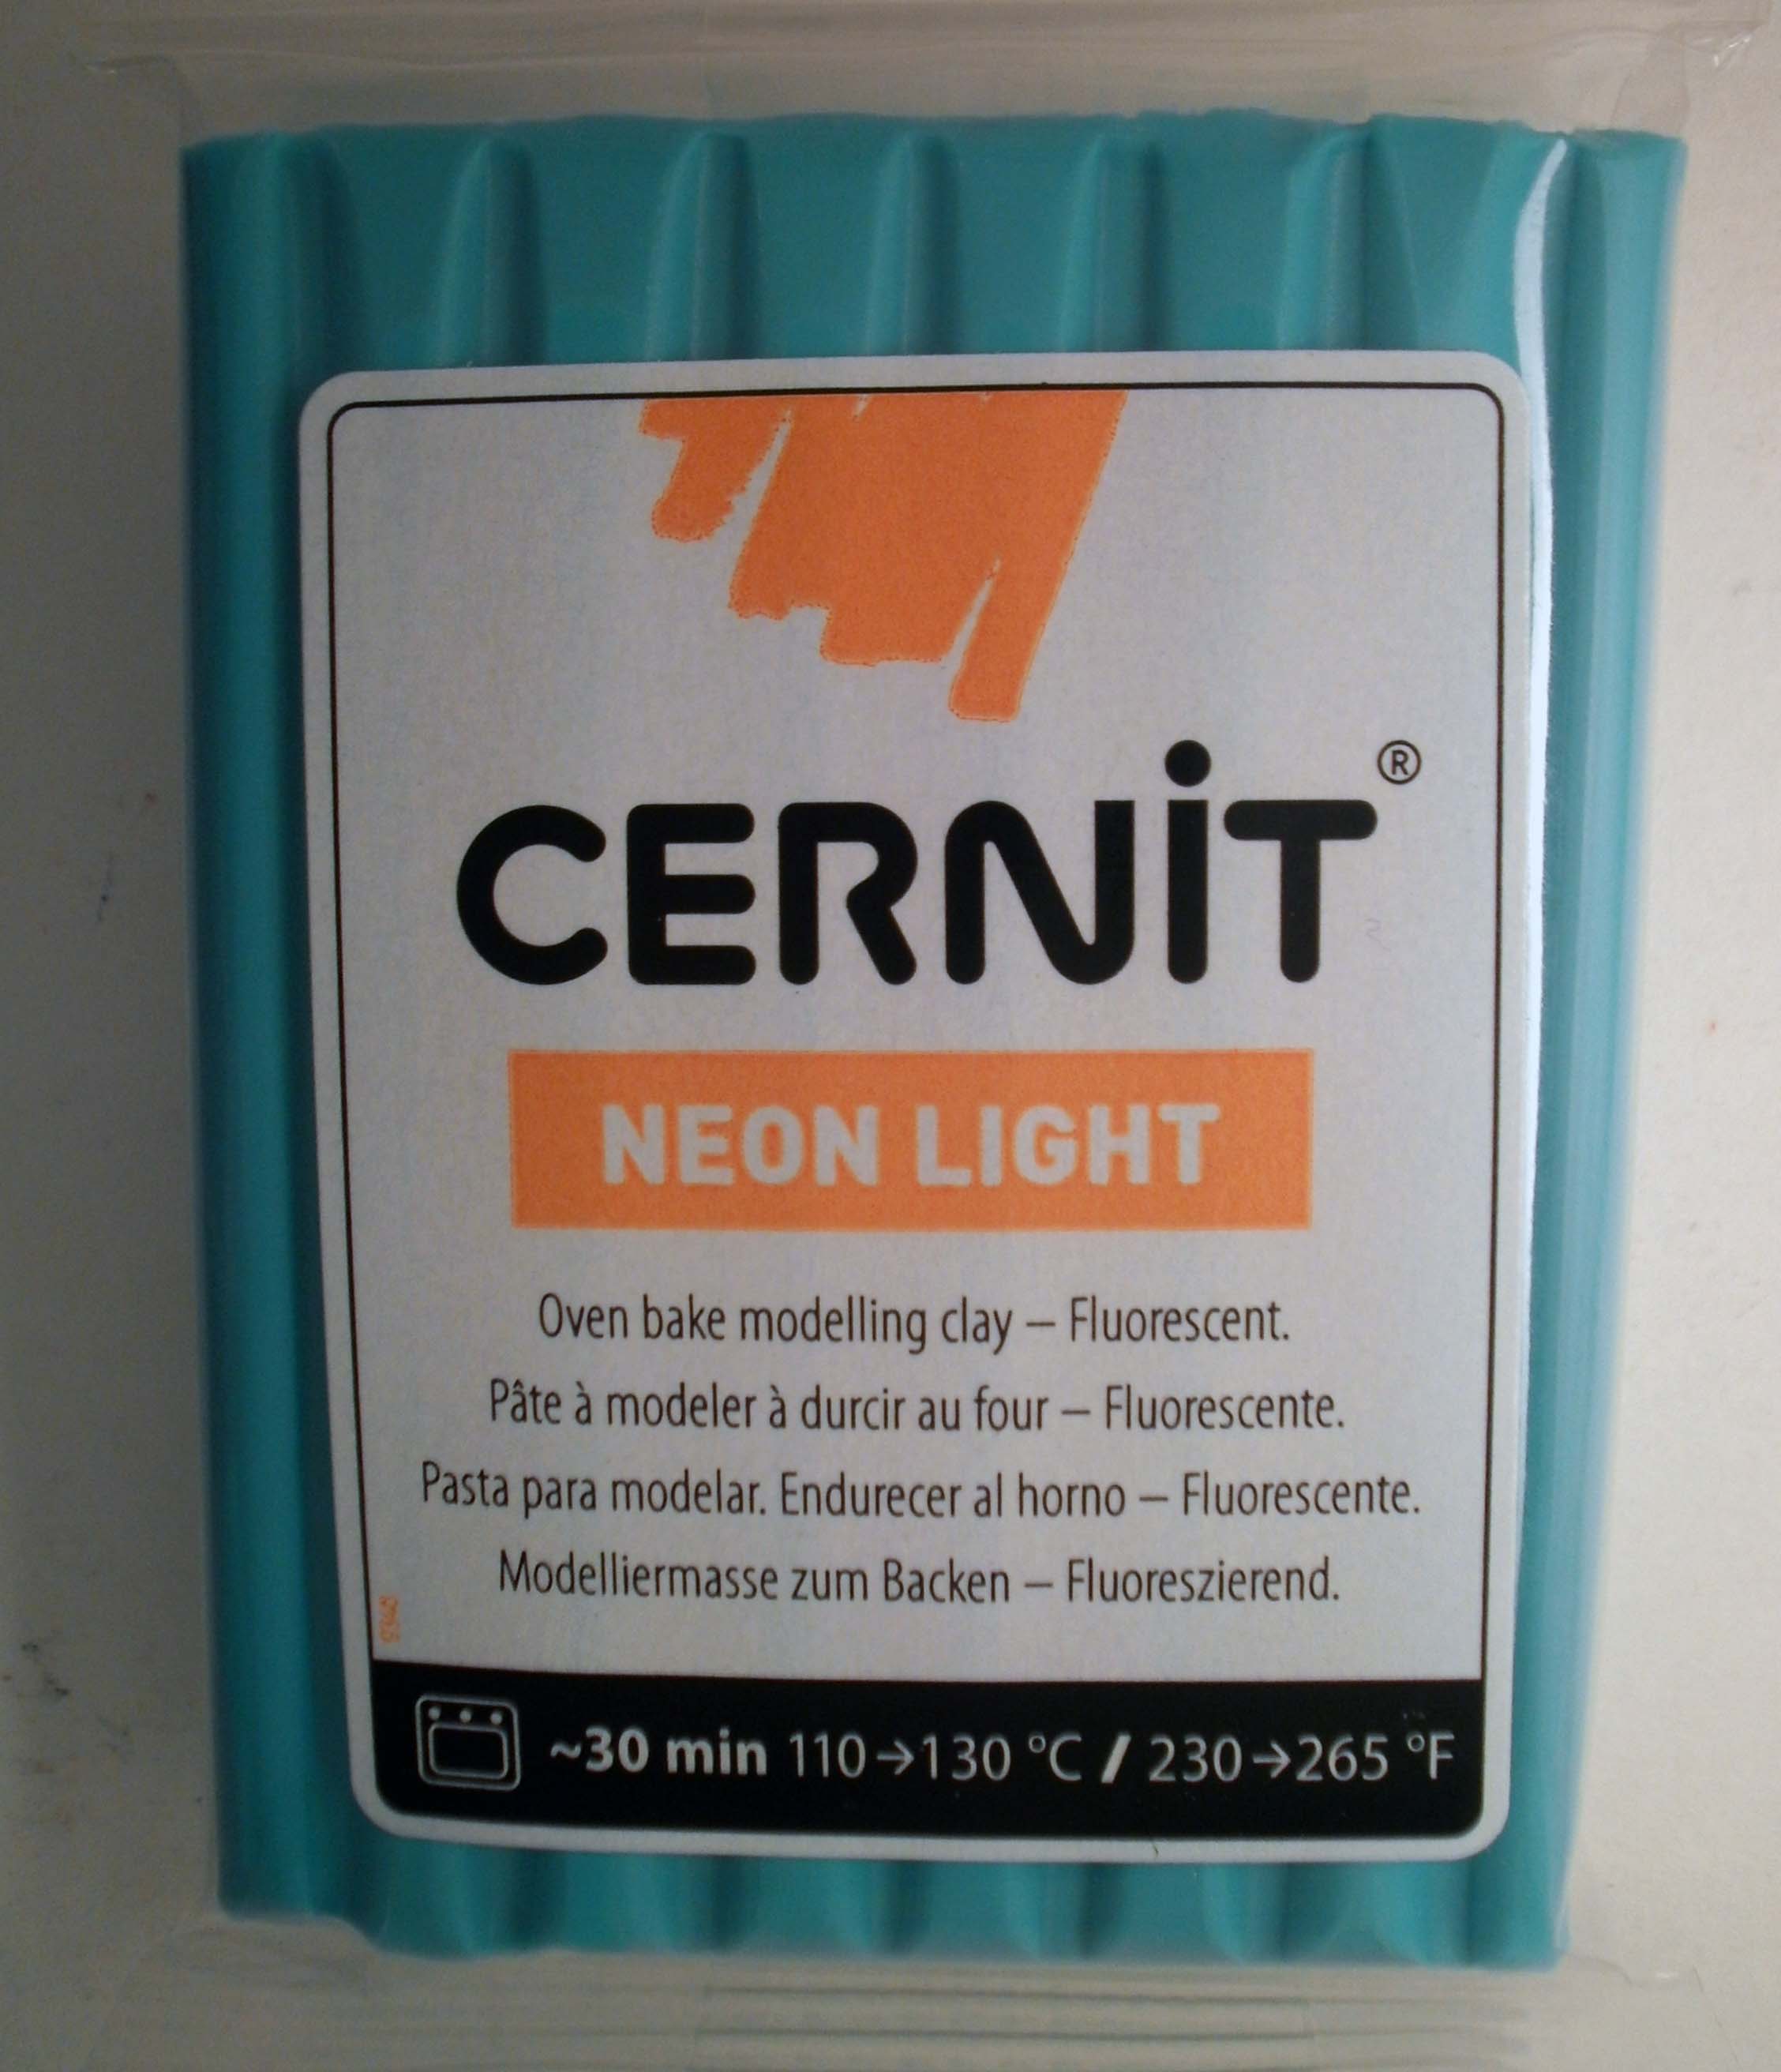 CERNiT®
NEON LIGHT
Oven bake modelling clay – Fluorescent.
Pâte à modeler à durcir au four – Fluorescente.
Pasta para modelar. Endurecer al horno – Fluorescente.
Modelliermasse zum Backen – Fluoreszierend.
~30 min 110→130 °C / 230→265 °F